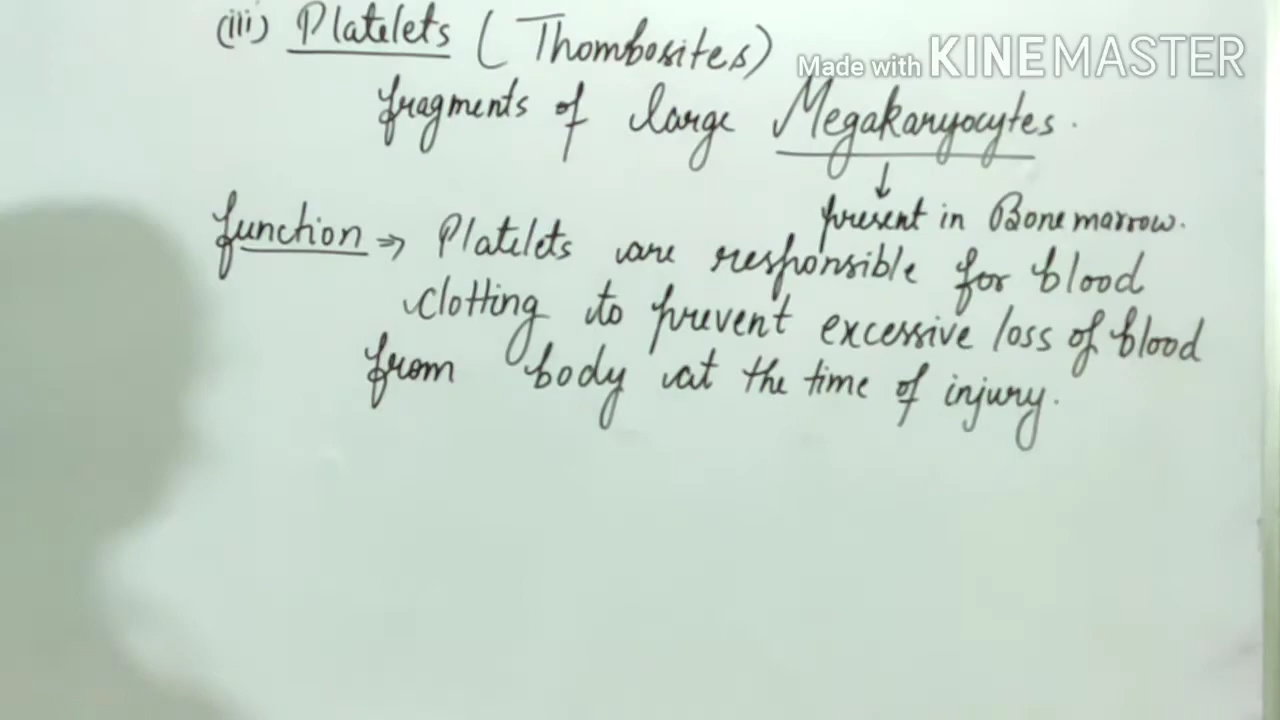 (iii) Platelets (Thombosites)
Made with KINEMASTER
fragments of large Megakaryocytes.
present in Bone marrow.
function ⇒ Platelets are responsible for blood
clotting to prevent excessive loss of blood
from body at the time of injury.